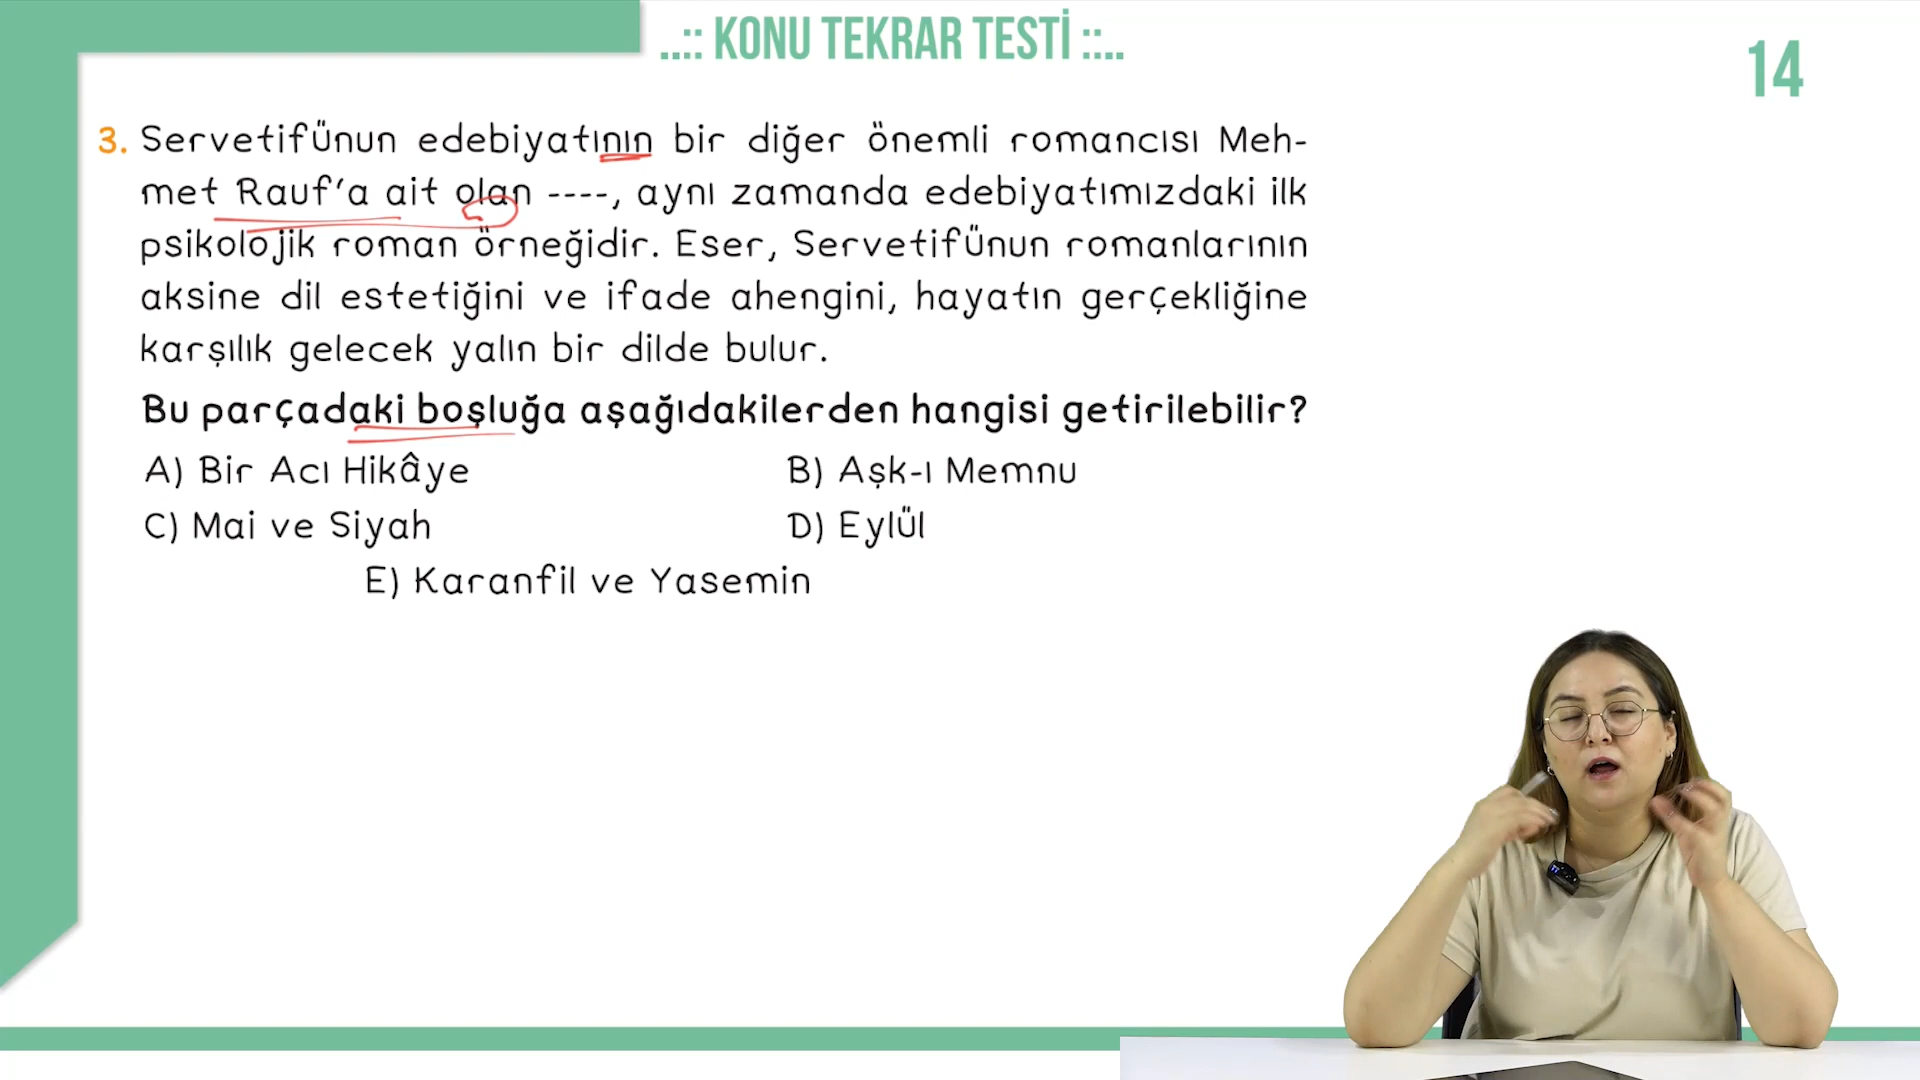 ..:: KONU TEKRAR TESTİ ::..
14
3. Servetifünun edebiyatının bir diğer önemli romancısı Meh-
met Rauf'a ait olan ----, aynı zamanda edebiyatımızdaki ilk
psikolojik roman örneğidir. Eser, Servetifünun romanlarının
aksine dil estetiğini ve ifade ahengini, hayatın gerçekliğine
karşılık gelecek yalın bir dilde bulur.
Bu parçadaki boşluğa aşağıdakilerden hangisi getirilebilir?
A) Bir Acı Hikâye B) Aşk-ı Memnu
C) Mai ve Siyah D) Eylül
E) Karanfil ve Yasemin